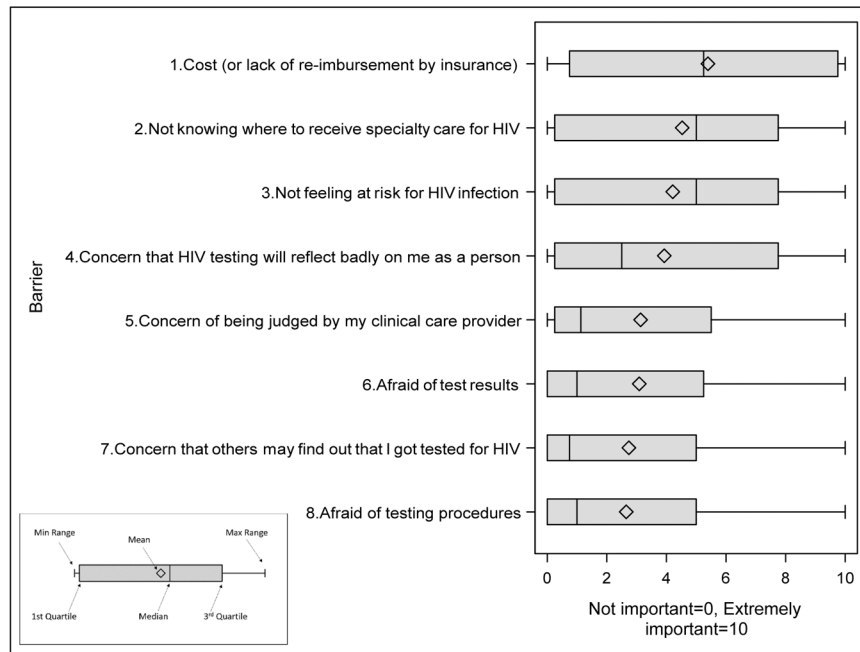 Barrier
1.Cost (or lack of re-imbursement by insurance)
2.Not knowing where to receive specialty care for HIV
3.Not feeling at risk for HIV infection
4.Concern that HIV testing will reflect badly on me as a person
5.Concern of being judged by my clinical care provider
6.Afraid of test results
7.Concern that others may find out that I got tested for HIV
8.Afraid of testing procedures
0 2 4 6 8 10
Not important=0, Extremely
important=10
Min Range
Mean
Max Range
1st Quartile
Median
3rd Quartile